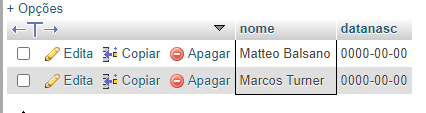 + Opções
←T→ nome datanasc
Edita Copiar Apagar Matteo Balsano 0000-00-00
Edita Copiar Apagar Marcos Turner 0000-00-00